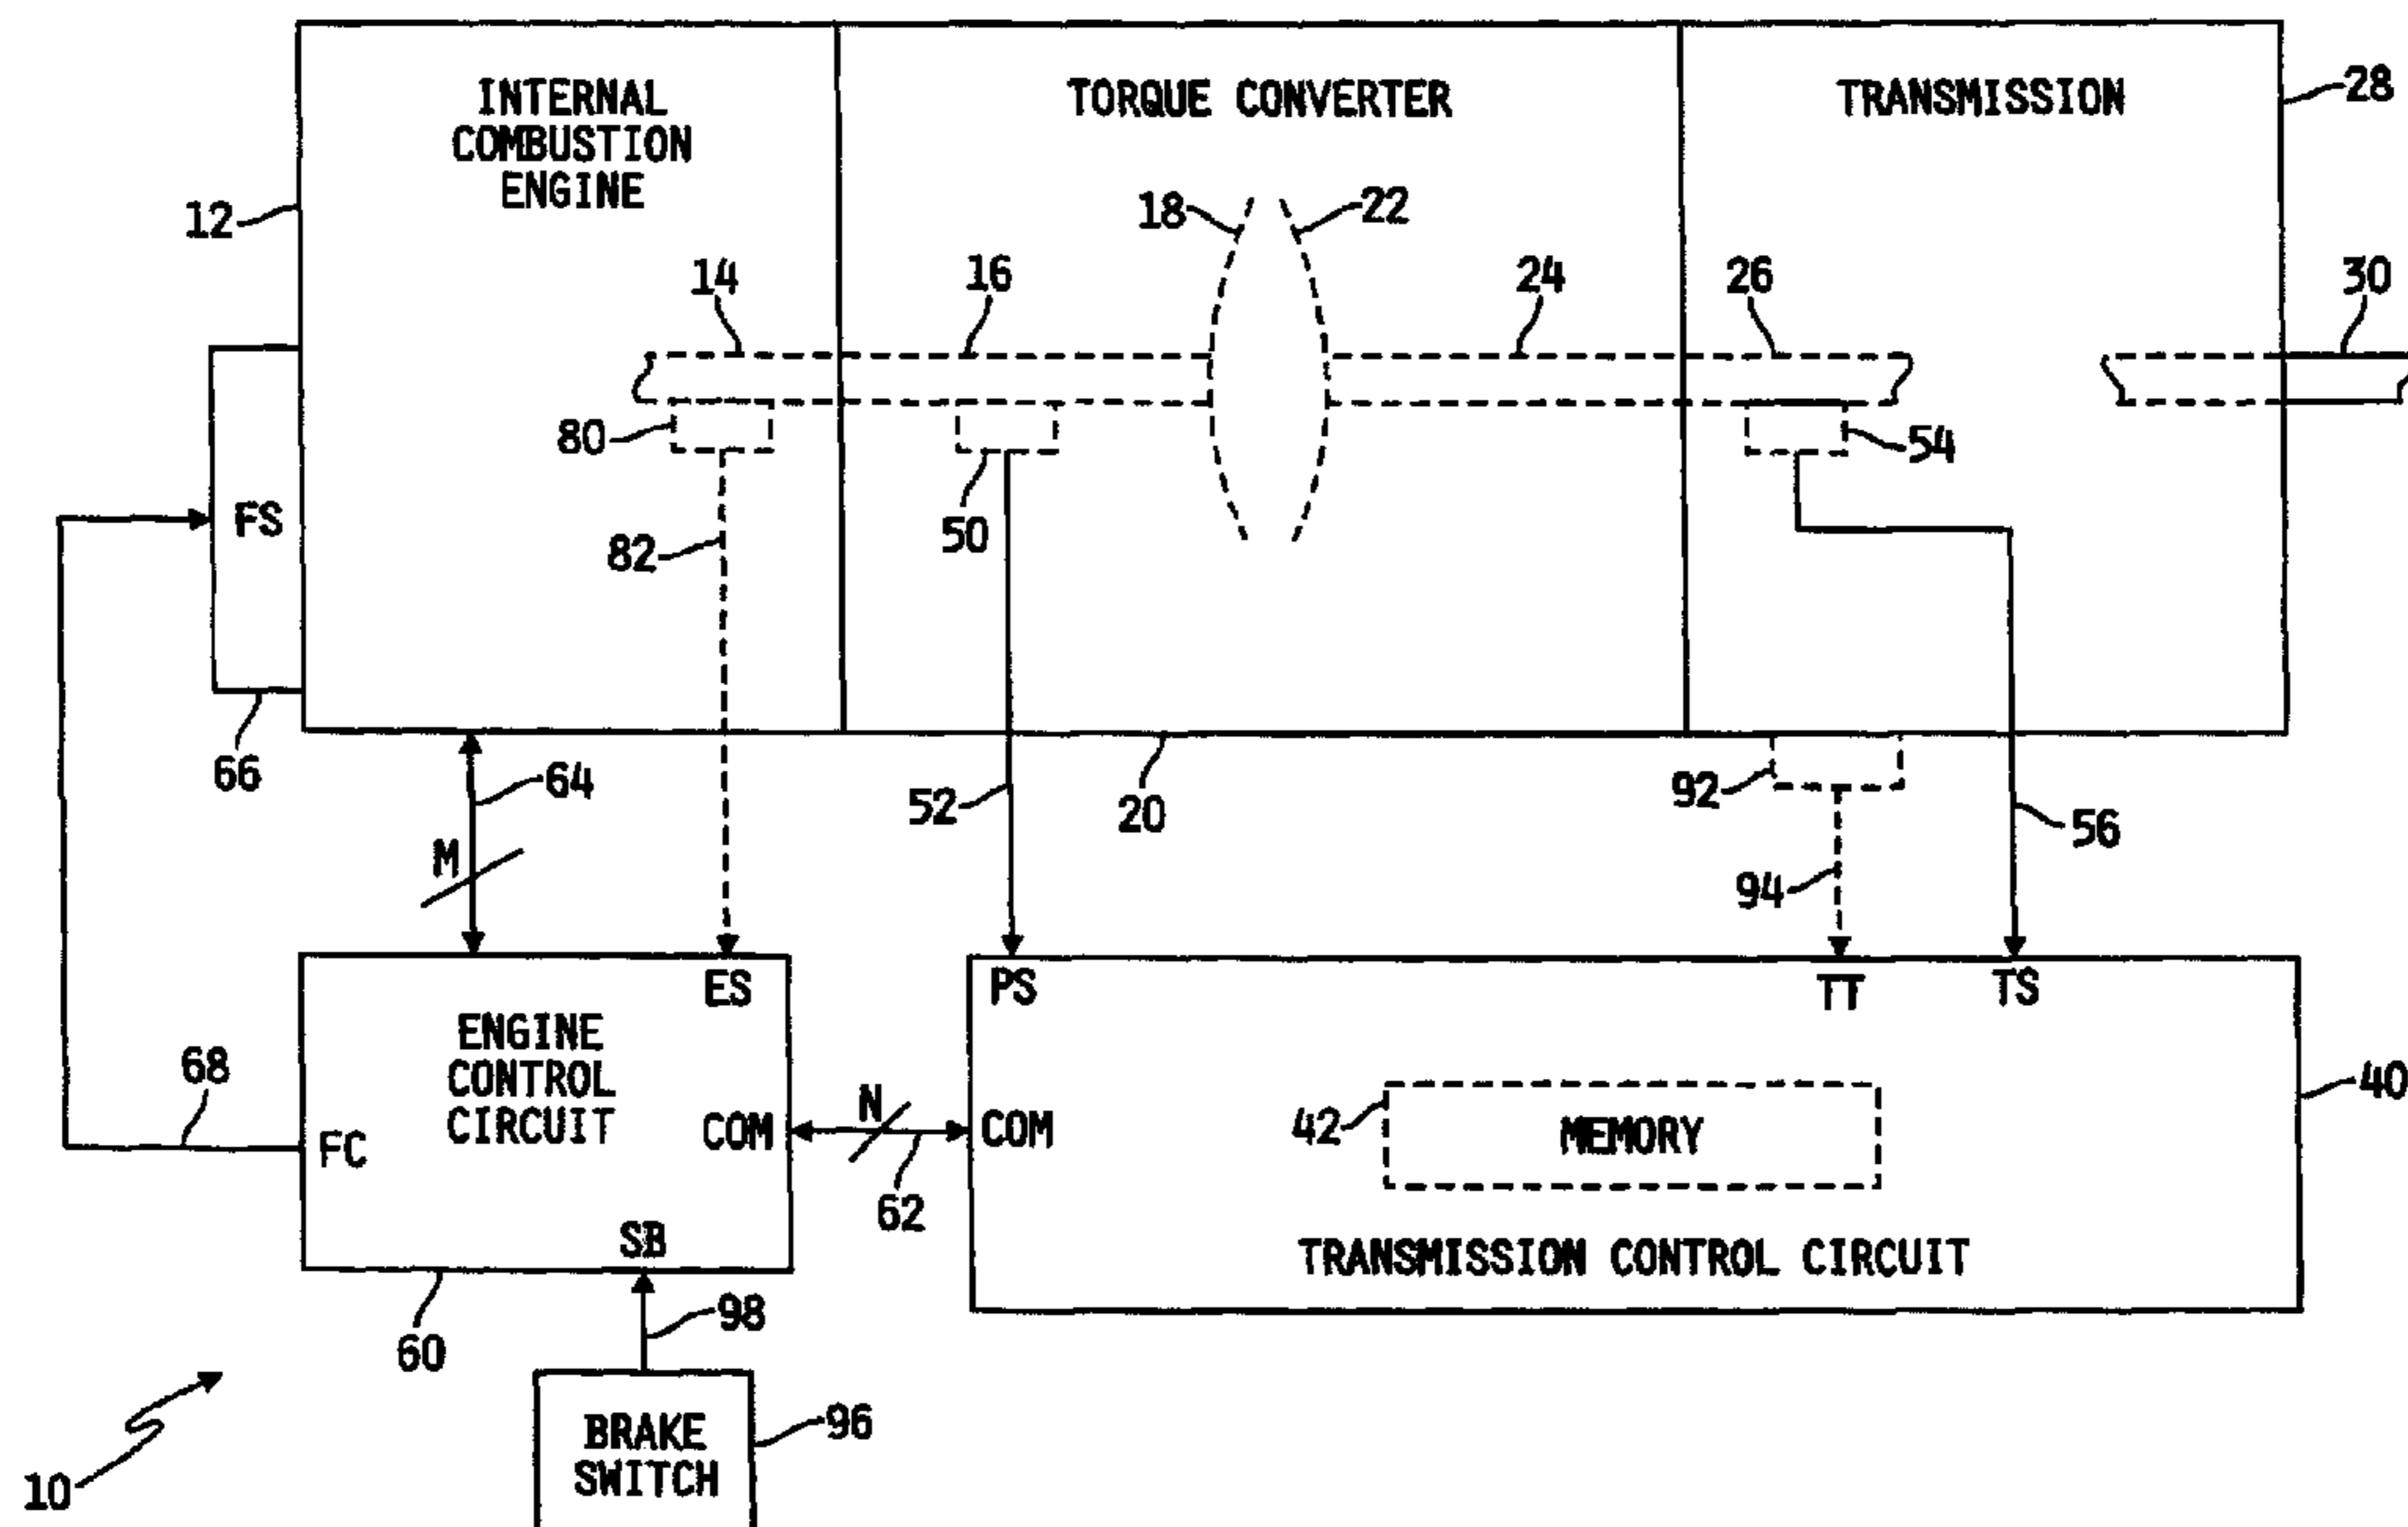 INTERNAL
COMBUSTION
ENGINE
TORQUE CONVERTER
TRANSMISSION
28
12
18
22
14
16
24
26
30
80
50
54
FS
82
66
64
52
20
92
56
M
94
ES
PS
TT
TS
ENGINE
CONTROL
CIRCUIT
68
FC
COM
N
COM
62
42
MEMORY
40
SB
TRANSMISSION CONTROL CIRCUIT
60
98
10
BRAKE
SWITCH
96